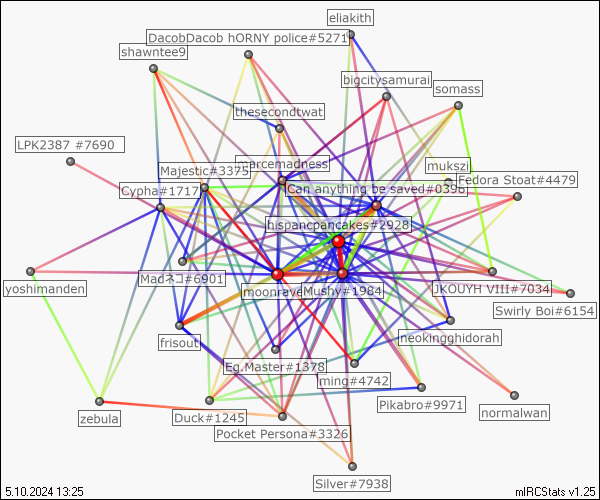 eliakith
DacobDacob hORNY police#5271
shawntee9
bigcitysamurai
somass
thesecondtwat
LPK2387 #7690
marcemadness
mukszi
Majestic#3375
Fedora Stoat#4479
Cypha#1717
Can anything be saved#0398
hispancpancakes#2928
Madネコ#6901
yoshimanden
moonrave
Mushy#1984
JKOUYH VIII#7034
Swirly Boi#6154
frisout
neokingghidorah
Eg.Master#1378
ming#4742
Pikabro#9971
normalwan
zebula
Duck#1245
Pocket Persona#3326
Silver#7938
5.10.2024 13:25
mIRCStats v1.25